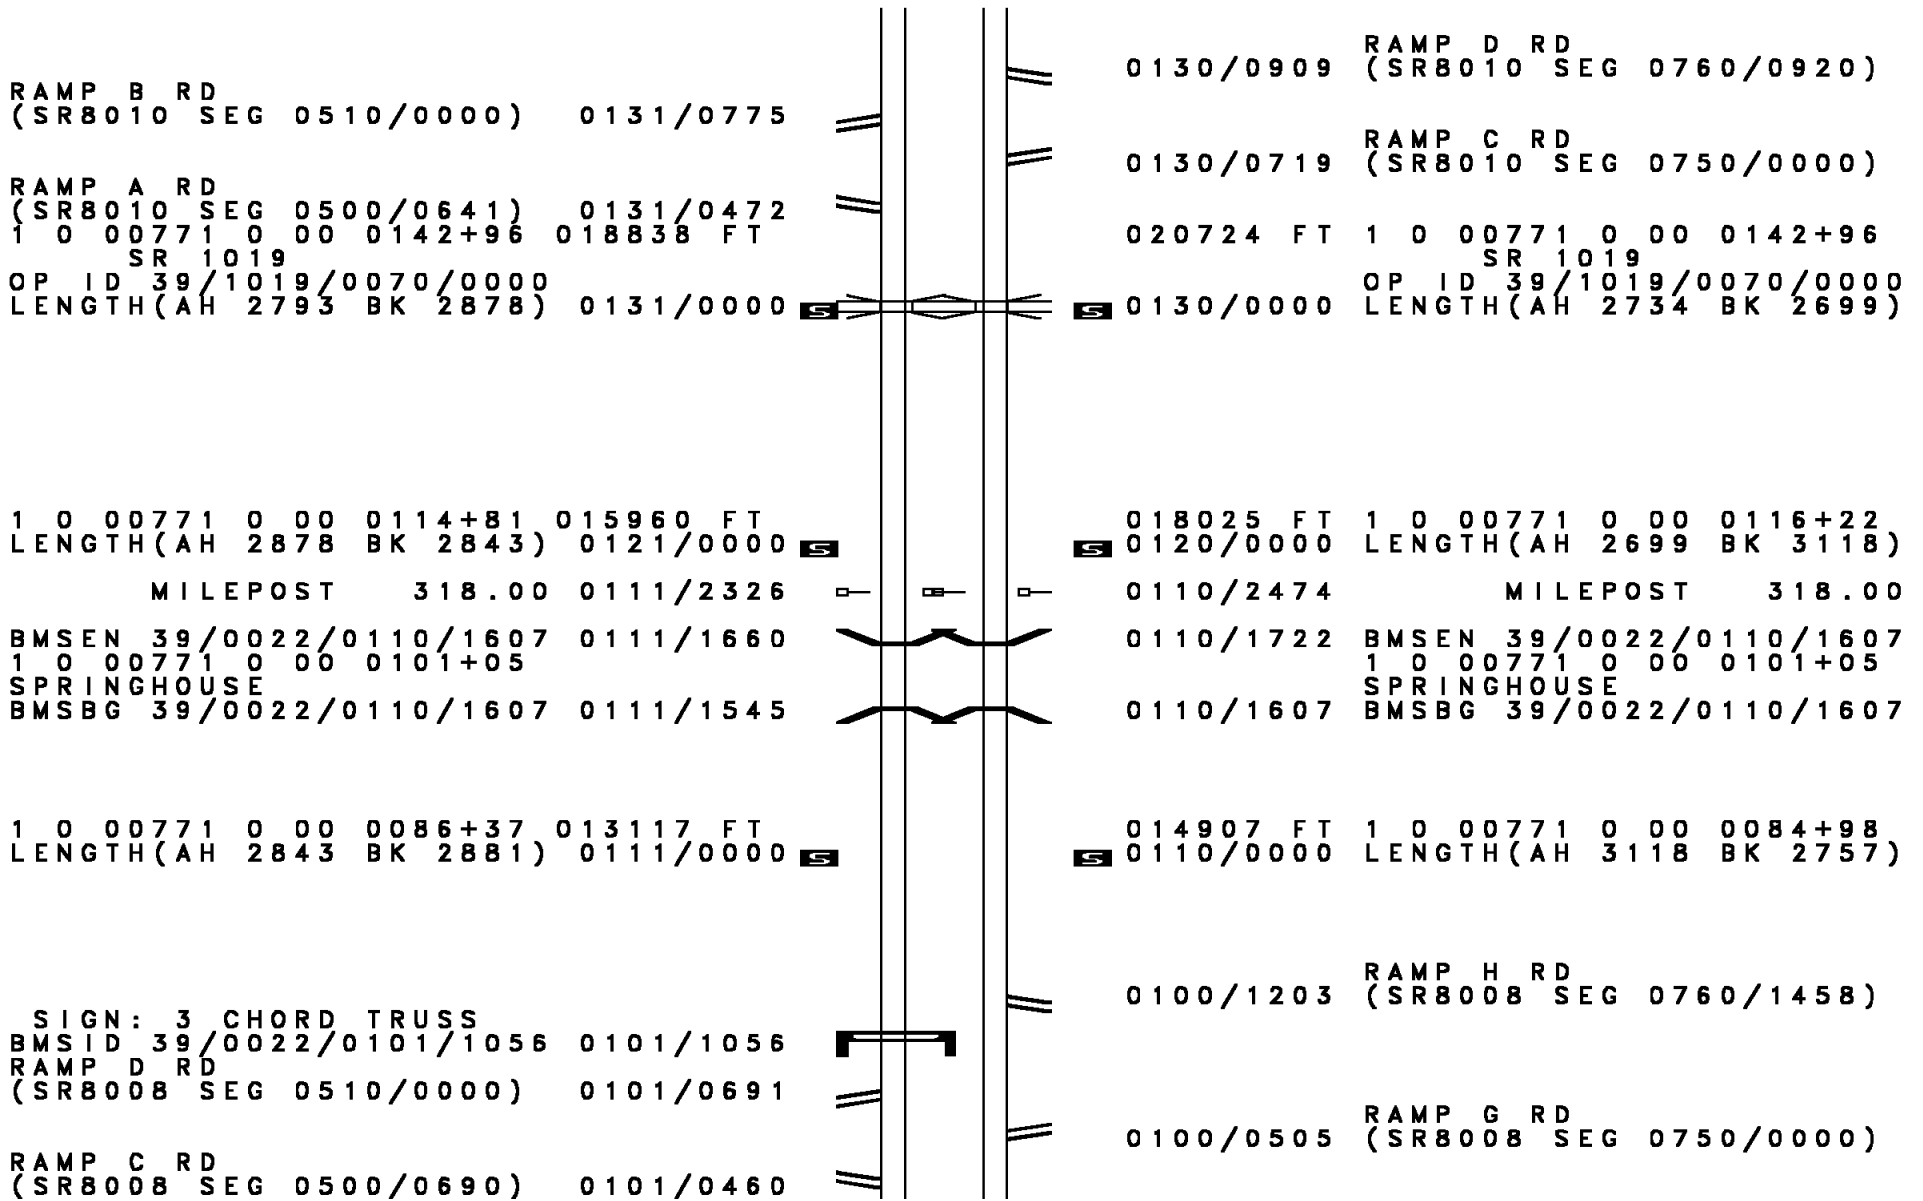 RAMP D RD
0130/0909 (SR8010 SEG 0760/0920)
RAMP B RD
(SR8010 SEG 0510/0000) 0131/0775
RAMP C RD
0130/0719 (SR8010 SEG 0750/0000)
RAMP A RD
(SR8010 SEG 0500/0641) 0131/0472
1 0 00771 0 00 0142+96 018838 FT 020724 FT 1 0 00771 0 00 0142+96
SR 1019 SR 1019
OP ID 39/1019/0070/0000 OP ID 39/1019/0070/0000
LENGTH(AH 2793 BK 2878) 0131/0000 S S 0130/0000 LENGTH(AH 2734 BK 2699)
1 0 00771 0 00 0114+81 015960 FT 018025 FT 1 0 00771 0 00 0116+22
LENGTH(AH 2878 BK 2843) 0121/0000 S S 0120/0000 LENGTH(AH 2699 BK 3118)
MILEPOST 318.00 0111/2326 0110/2474 MILEPOST 318.00
BMSEN 39/0022/0110/1607 0111/1660 0110/1722 BMSEN 39/0022/0110/1607
1 0 00771 0 00 0101+05 1 0 00771 0 00 0101+05
SPRINGHOUSE SPRINGHOUSE
BMSBG 39/0022/0110/1607 0111/1545 0110/1607 BMSBG 39/0022/0110/1607
1 0 00771 0 00 0086+37 013117 FT 014907 FT 1 0 00771 0 00 0084+98
LENGTH(AH 2843 BK 2881) 0111/0000 S S 0110/0000 LENGTH(AH 3118 BK 2757)
RAMP H RD
0100/1203 (SR8008 SEG 0760/1458)
SIGN: 3 CHORD TRUSS
BMSID 39/0022/0101/1056 0101/1056
RAMP D RD
(SR8008 SEG 0510/0000) 0101/0691
RAMP G RD
0100/0505 (SR8008 SEG 0750/0000)
RAMP C RD
(SR8008 SEG 0500/0690) 0101/0460